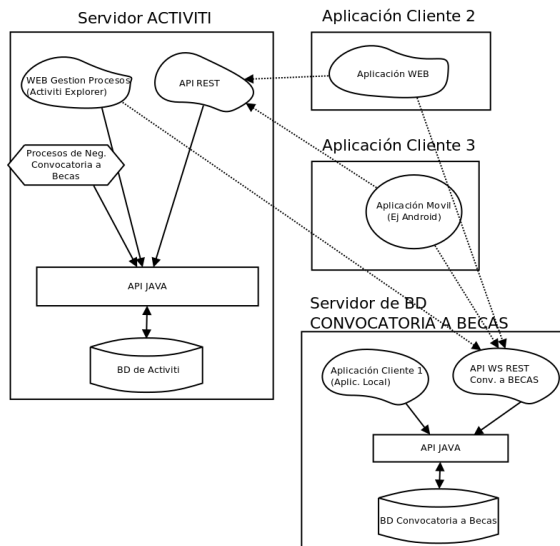 Servidor ACTIVITI
WEB Gestion Procesos
(Activiti Explorer)
API REST
Procesos de Neg.
Convocatoria a
Becas
API JAVA
BD de Activiti
Aplicación Cliente 2
Aplicación WEB
Aplicación Cliente 3
Aplicación Movil
(Ej Android)
Servidor de BD
CONVOCATORIA A BECAS
Aplicación Cliente 1
(Aplic. Local)
API WS REST
Conv. a BECAS
API JAVA
BD Convocatoria a Becas